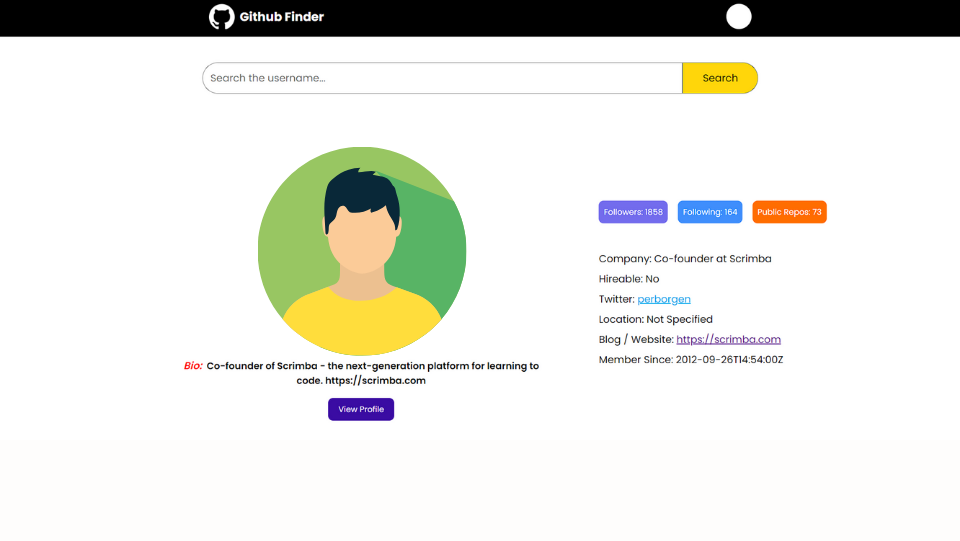 Github Finder
Search the username...
Search
Followers: 1858
Following: 164
Public Repos: 73
Company: Co-founder at Scrimba
Hireable: No
Twitter: perborgen
Location: Not Specified
Blog / Website: https://scrimba.com
Member Since: 2012-09-26T14:54:00Z
Bio: Co-founder of Scrimba - the next-generation platform for learning to
code. https://scrimba.com
View Profile